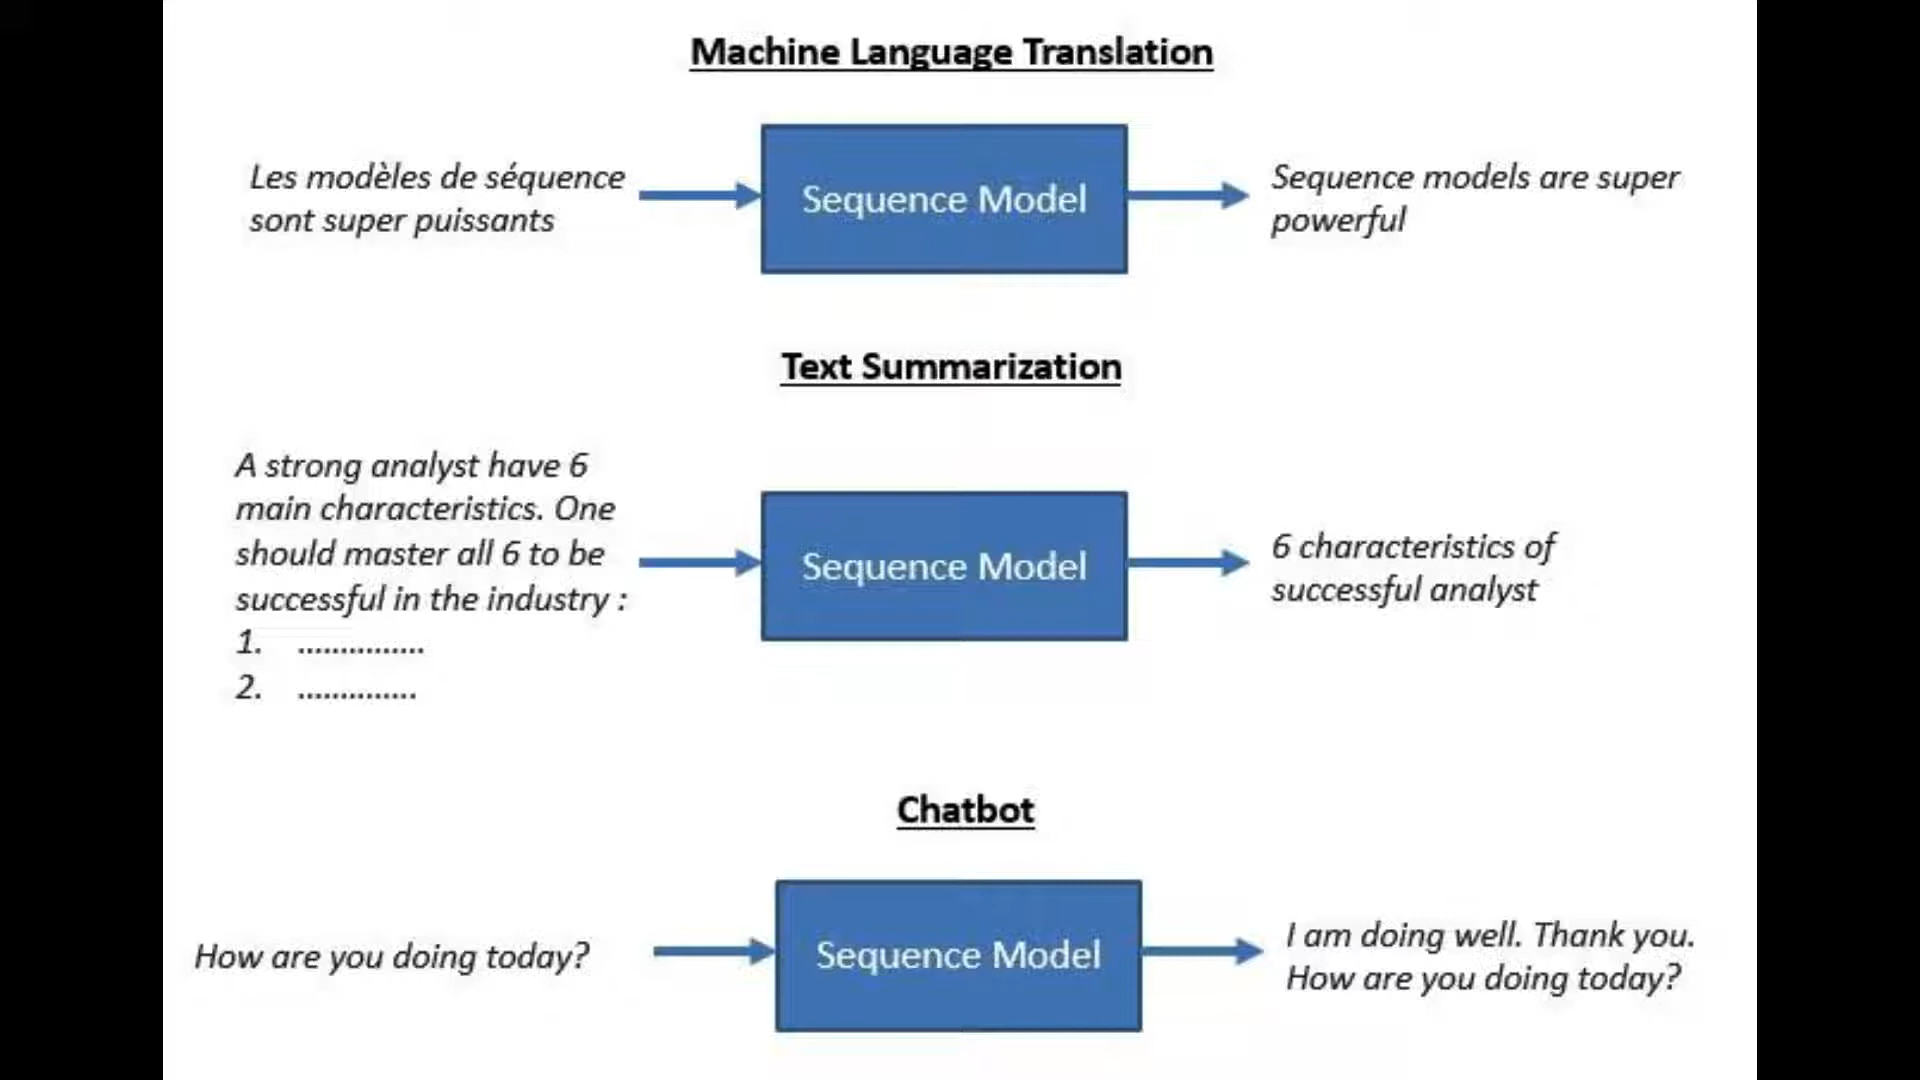 Machine Language Translation
Les modèles de séquence
sont super puissants
Sequence Model
Sequence models are super
powerful
Text Summarization
A strong analyst have 6
main characteristics. One
should master all 6 to be
successful in the industry :
1. ...............
2. ..............
Sequence Model
6 characteristics of
successful analyst
Chatbot
How are you doing today?
Sequence Model
I am doing well. Thank you.
How are you doing today?